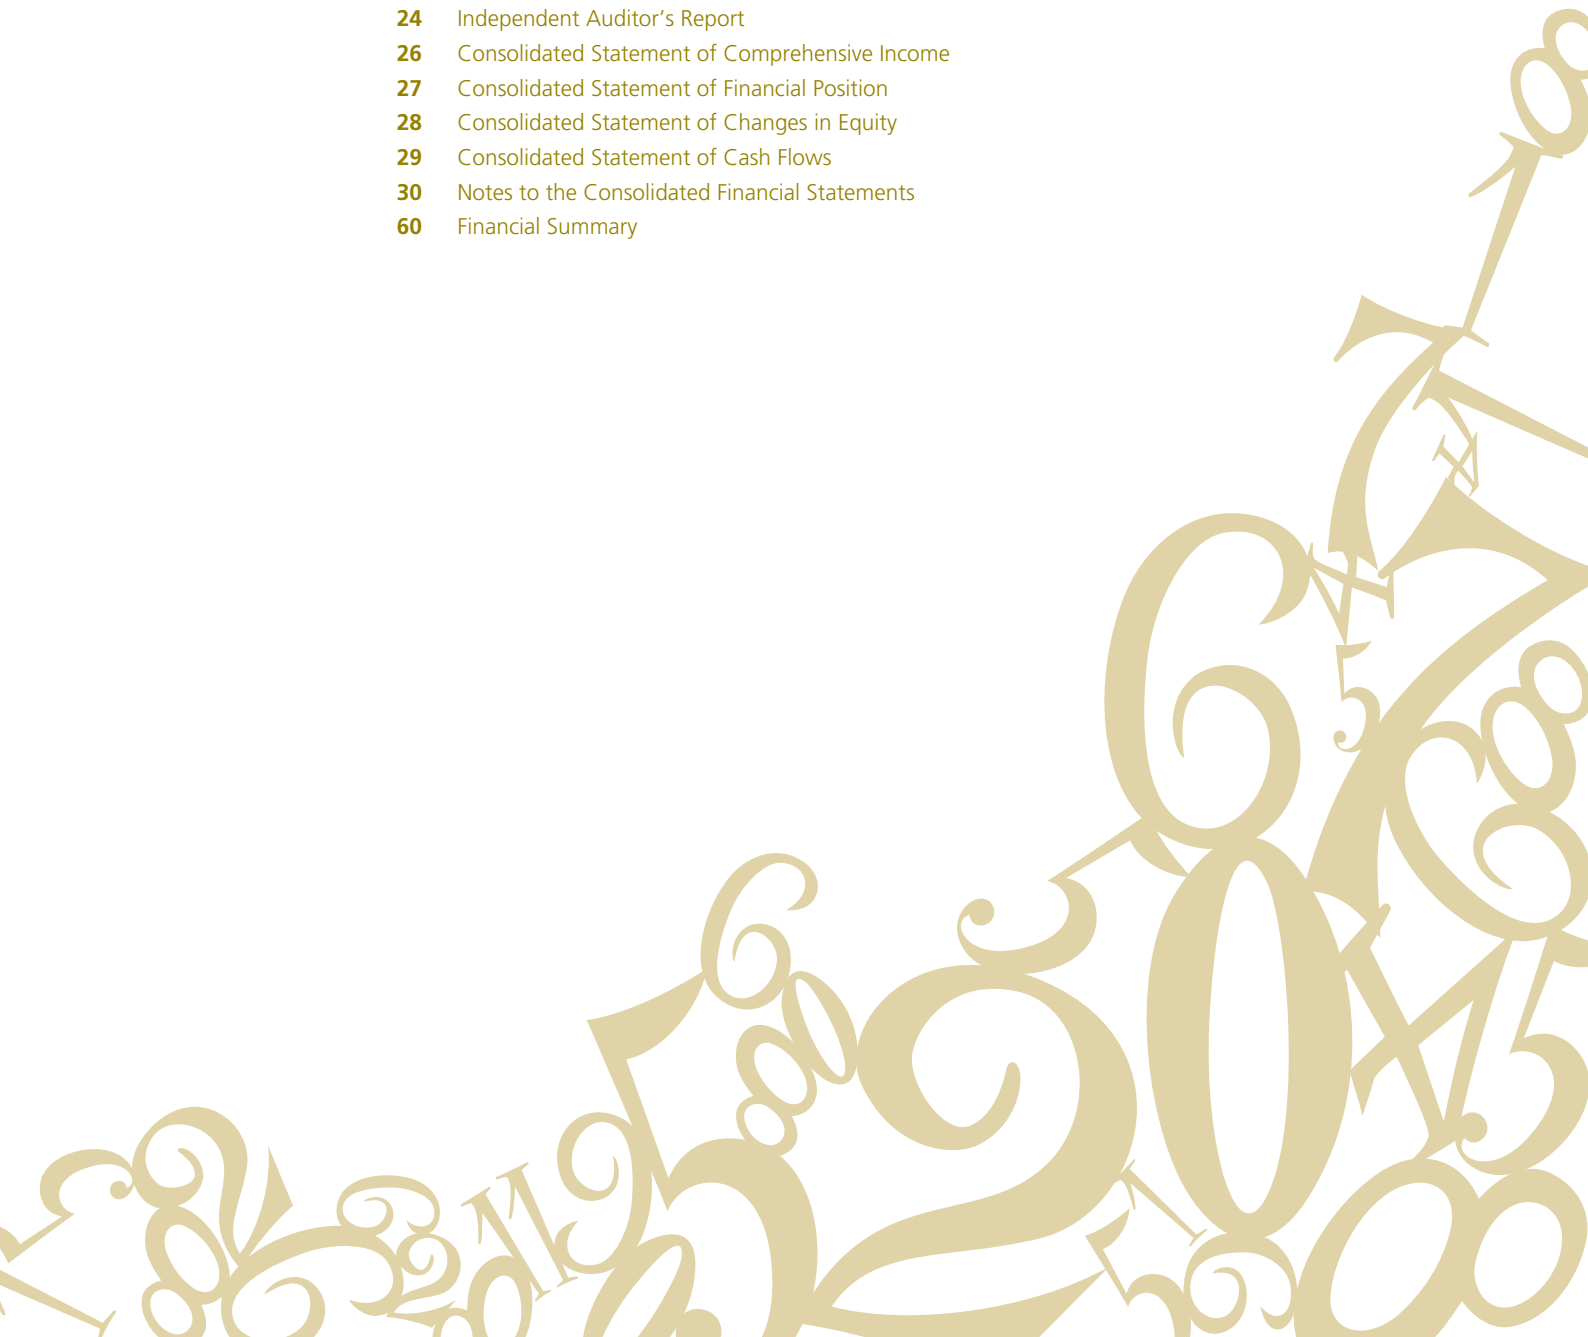 24 Independent Auditor’s Report
26 Consolidated Statement of Comprehensive Income
27 Consolidated Statement of Financial Position
28 Consolidated Statement of Changes in Equity
29 Consolidated Statement of Cash Flows
30 Notes to the Consolidated Financial Statements
60 Financial Summary